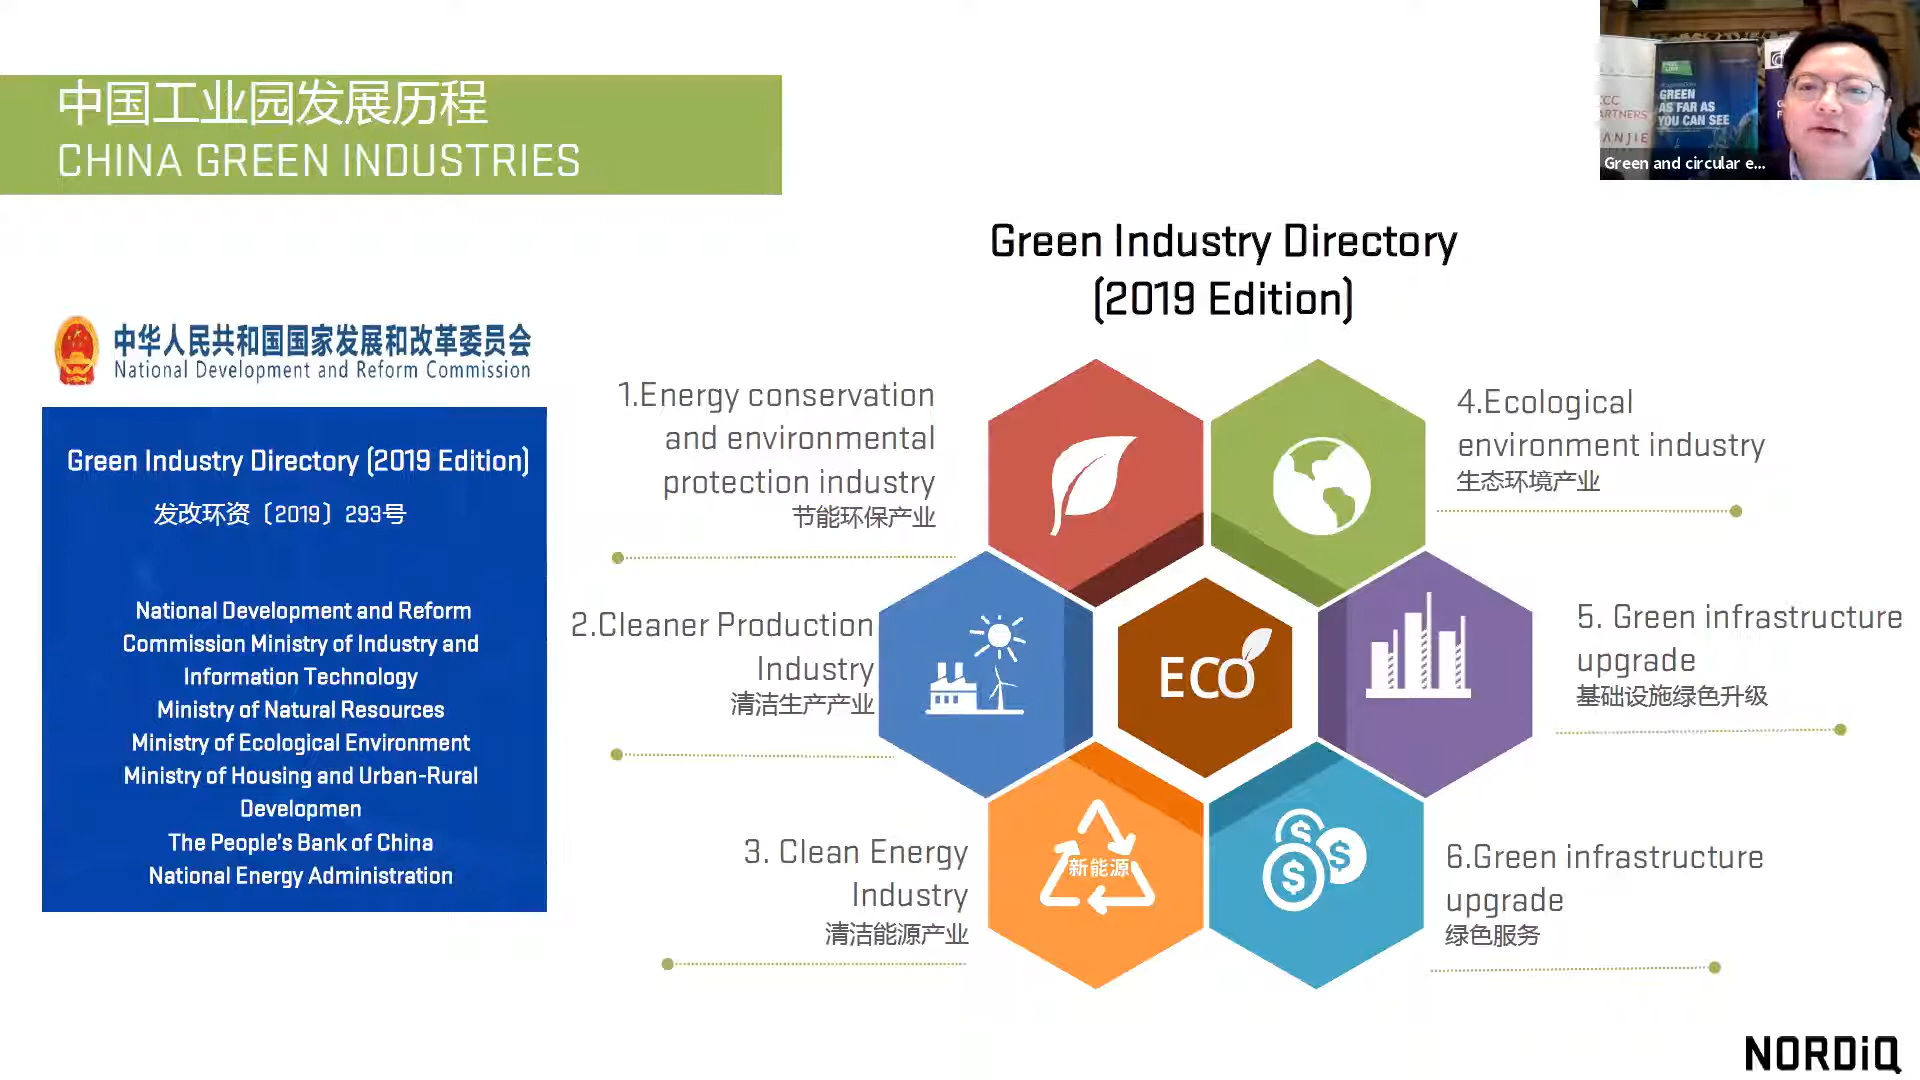 中国工业园发展历程
CHINA GREEN INDUSTRIES
中华人民共和国国家发展和改革委员会
National Development and Reform Commission
Green Industry Directory (2019 Edition)
发改环资〔2019〕293号
National Development and Reform
Commission Ministry of Industry and
Information Technology
Ministry of Natural Resources
Ministry of Ecological Environment
Ministry of Housing and Urban-Rural
Developmen
The People's Bank of China
National Energy Administration
Green Industry Directory
(2019 Edition)
1.Energy conservation
and environmental
protection industry
节能环保产业
2.Cleaner Production
Industry
清洁生产产业
3. Clean Energy
Industry
清洁能源产业
ECO
新能源
$
$
$
4.Ecological
environment industry
生态环境产业
5. Green infrastructure
upgrade
基础设施绿色升级
6.Green infrastructure
upgrade
绿色服务
GREEN
AS FAR AS
YOU CAN SEE
Green and circular e...
NORDiQ